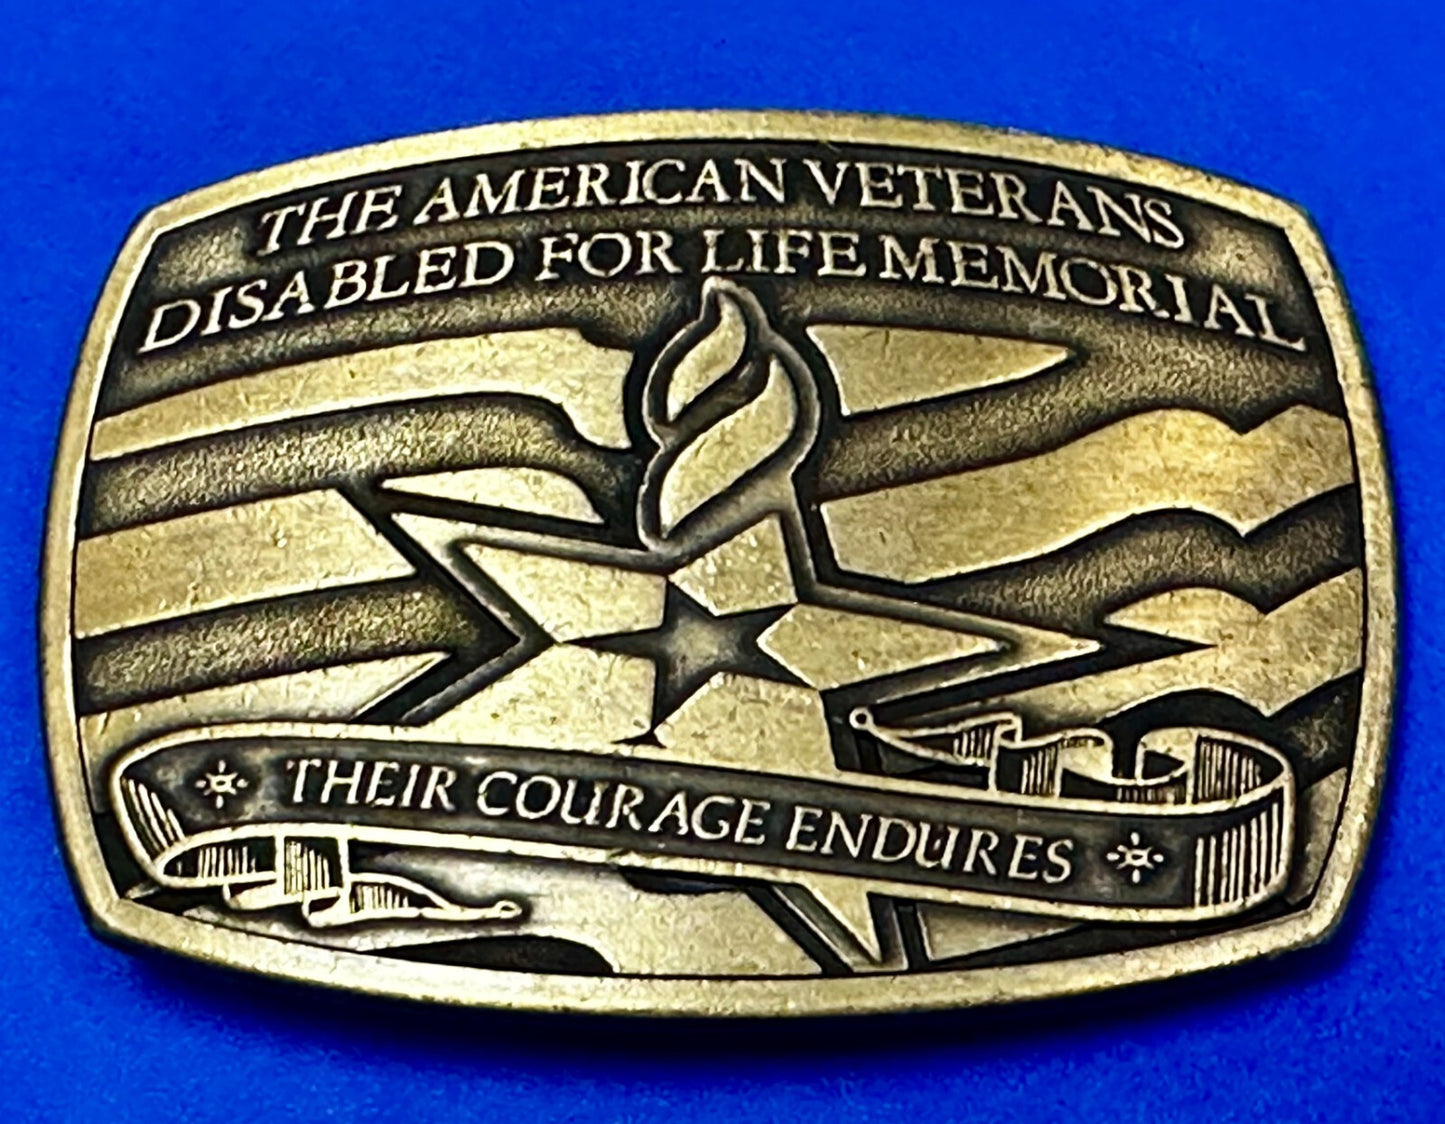 THE AMERICAN VETERANS
DISABLED FOR LIFE MEMORIAL
THEIR COURAGE ENDURES